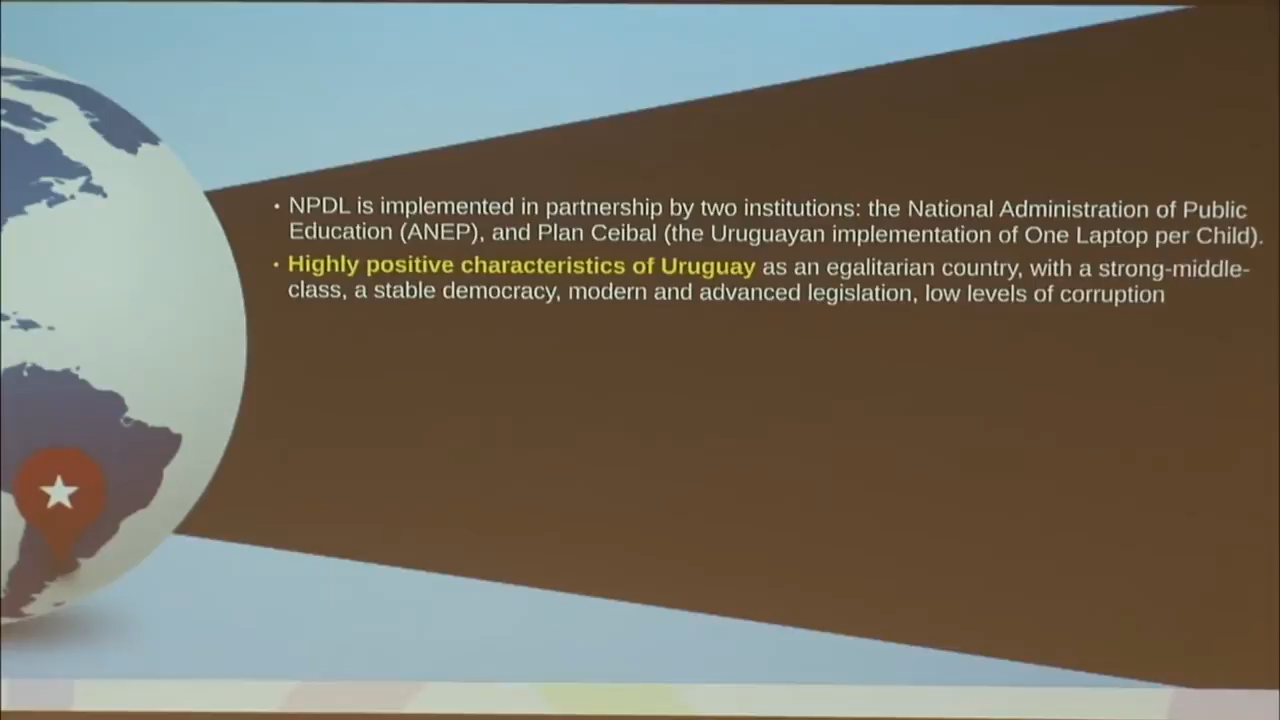 • NPDL is implemented in partnership by two institutions: the National Administration of Public
Education (ANEP), and Plan Ceibal (the Uruguayan implementation of One Laptop per Child).
• Highly positive characteristics of Uruguay as an egalitarian country, with a strong-middle-
class, a stable democracy, modern and advanced legislation, low levels of corruption